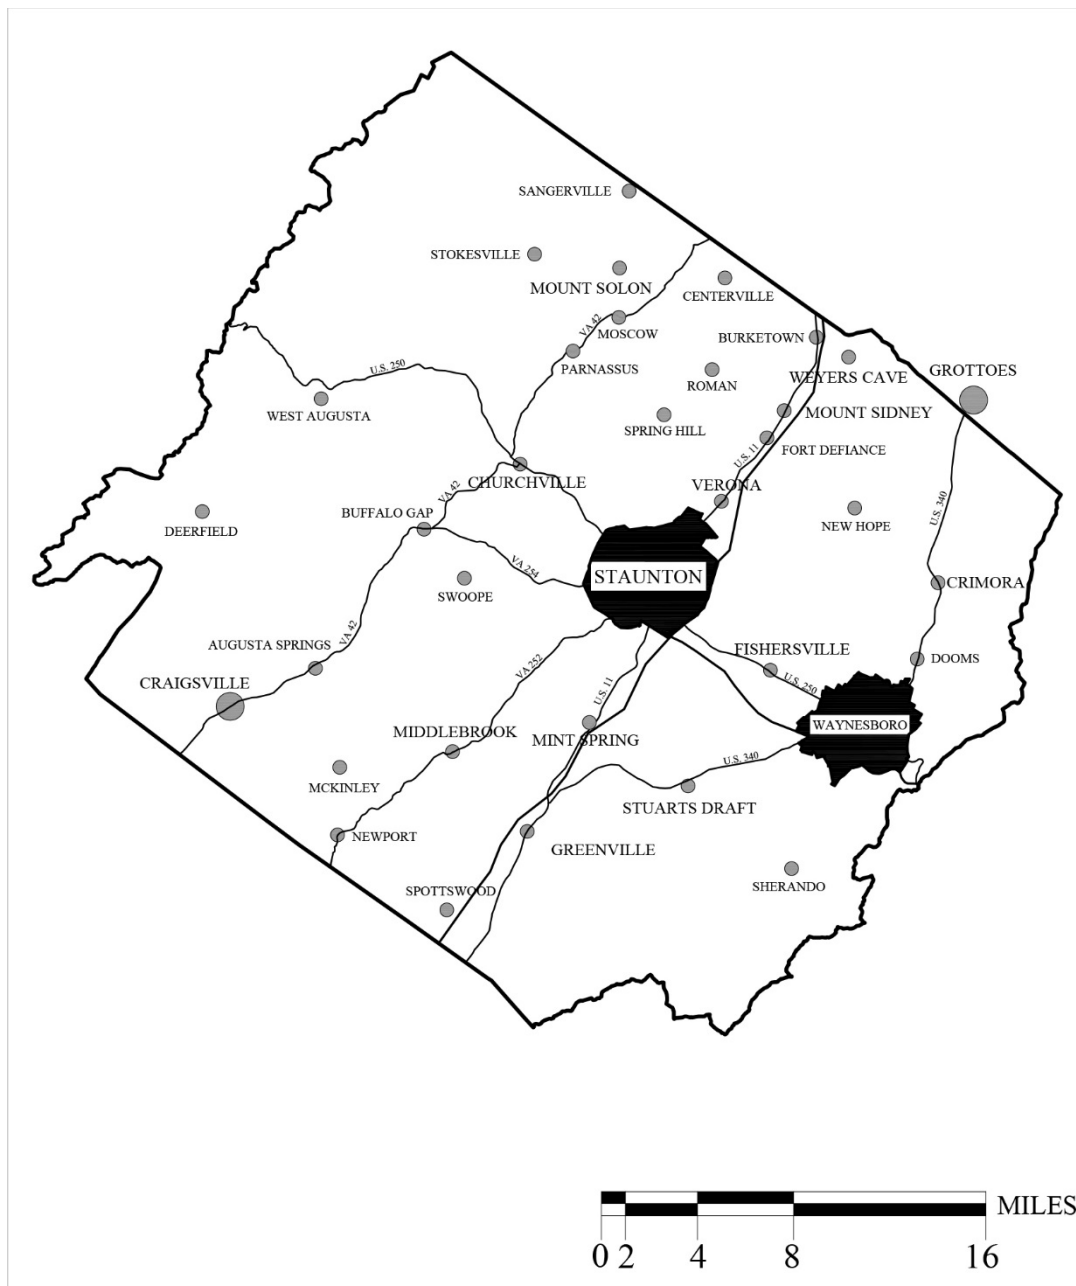 SANGERVILLE
STOKESVILLE
MOUNT SOLON
CENTERVILLE
VA 42
MOSCOW
BURKETOWN
PARNASSUS
WEYERS CAVE
GROTTOES
U.S. 250
ROMAN
WEST AUGUSTA
SPRING HILL
MOUNT SIDNEY
FORT DEFIANCE
U.S. 11
CHURCHVILLE
VERONA
VA 42
BUFFALO GAP
DEERFIELD
NEW HOPE
U.S. 340
VA 254
STAUNTON
SWOOPE
CRIMORA
VA 42
AUGUSTA SPRINGS
FISHERSVILLE
DOOMS
VA 252
CRAIGSVILLE
U.S. 11
U.S. 250
WAYNESBORO
MIDDLEBROOK
MINT SPRING
U.S. 340
MCKINLEY
STUARTS DRAFT
NEWPORT
GREENVILLE
SPOTTSWOOD
SHERANDO
MILES
0 2 4 8 16